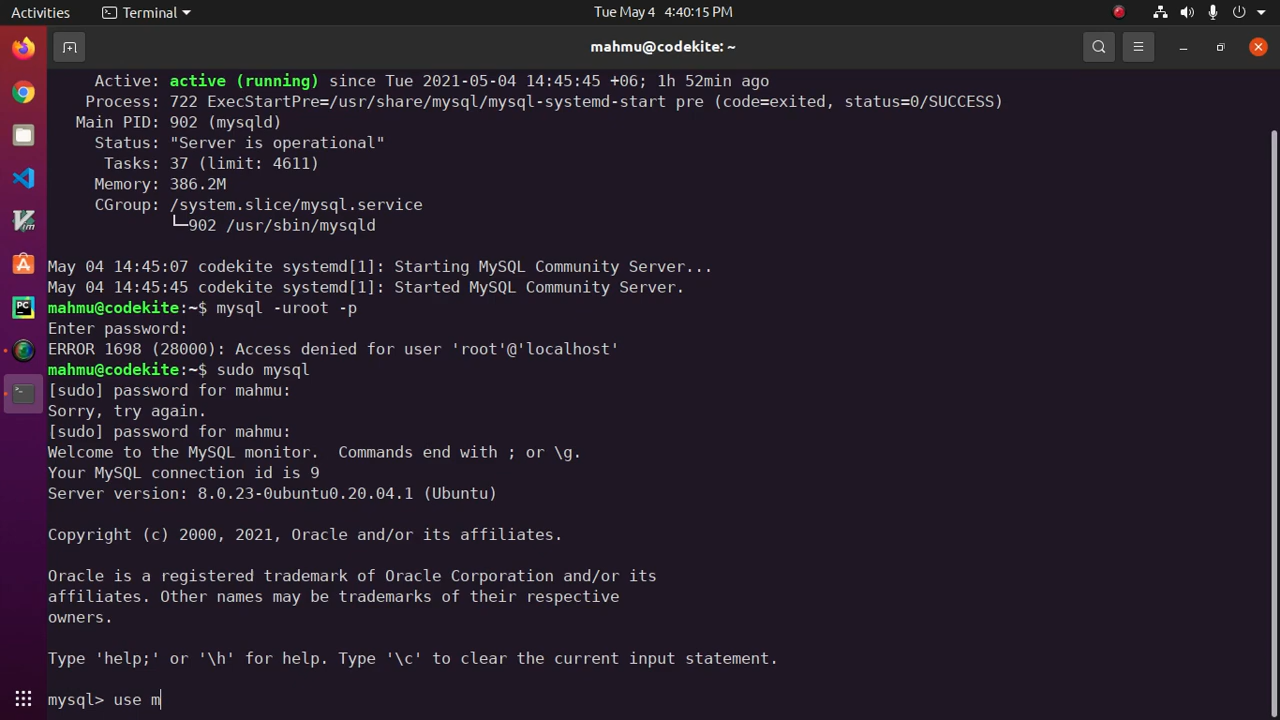 Activities
Terminal
Tue May 4 4:40:15 PM
mahmu@codekite: ~
Active: active (running) since Tue 2021-05-04 14:45:45 +06; 1h 52min ago
Process: 722 ExecStartPre=/usr/share/mysql/mysql-systemd-start pre (code=exited, status=0/SUCCESS)
Main PID: 902 (mysqld)
Status: "Server is operational"
Tasks: 37 (limit: 4611)
Memory: 386.2M
CGroup: /system.slice/mysql.service
└─902 /usr/sbin/mysqld
May 04 14:45:07 codekite systemd[1]: Starting MySQL Community Server...
May 04 14:45:45 codekite systemd[1]: Started MySQL Community Server.
mahmu@codekite:~$ mysql -uroot -p
Enter password:
ERROR 1698 (28000): Access denied for user 'root'@'localhost'
mahmu@codekite:~$ sudo mysql
[sudo] password for mahmu:
Sorry, try again.
[sudo] password for mahmu:
Welcome to the MySQL monitor.  Commands end with ; or \g.
Your MySQL connection id is 9
Server version: 8.0.23-0ubuntu0.20.04.1 (Ubuntu)
Copyright (c) 2000, 2021, Oracle and/or its affiliates.
Oracle is a registered trademark of Oracle Corporation and/or its
affiliates. Other names may be trademarks of their respective
owners.
Type 'help;' or '\h' for help. Type '\c' to clear the current input statement.
mysql> use m